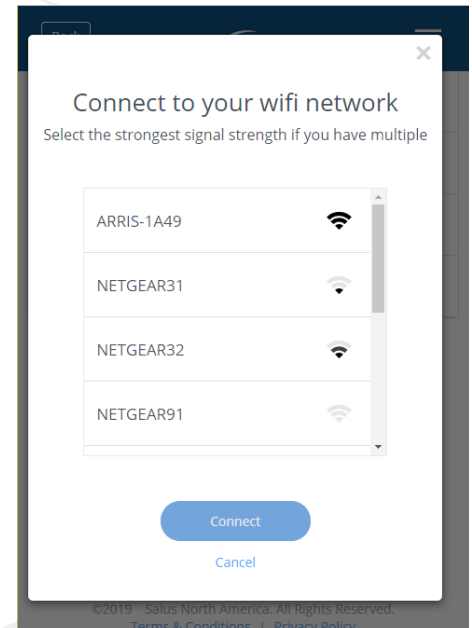 Back
Connect to your wifi network
Select the strongest signal strength if you have multiple
ARRIS-1A49
NETGEAR31
NETGEAR32
NETGEAR91
Connect
Cancel
©2019 Salus North America. All Rights Reserved.
Terms & Conditions | Privacy Policy